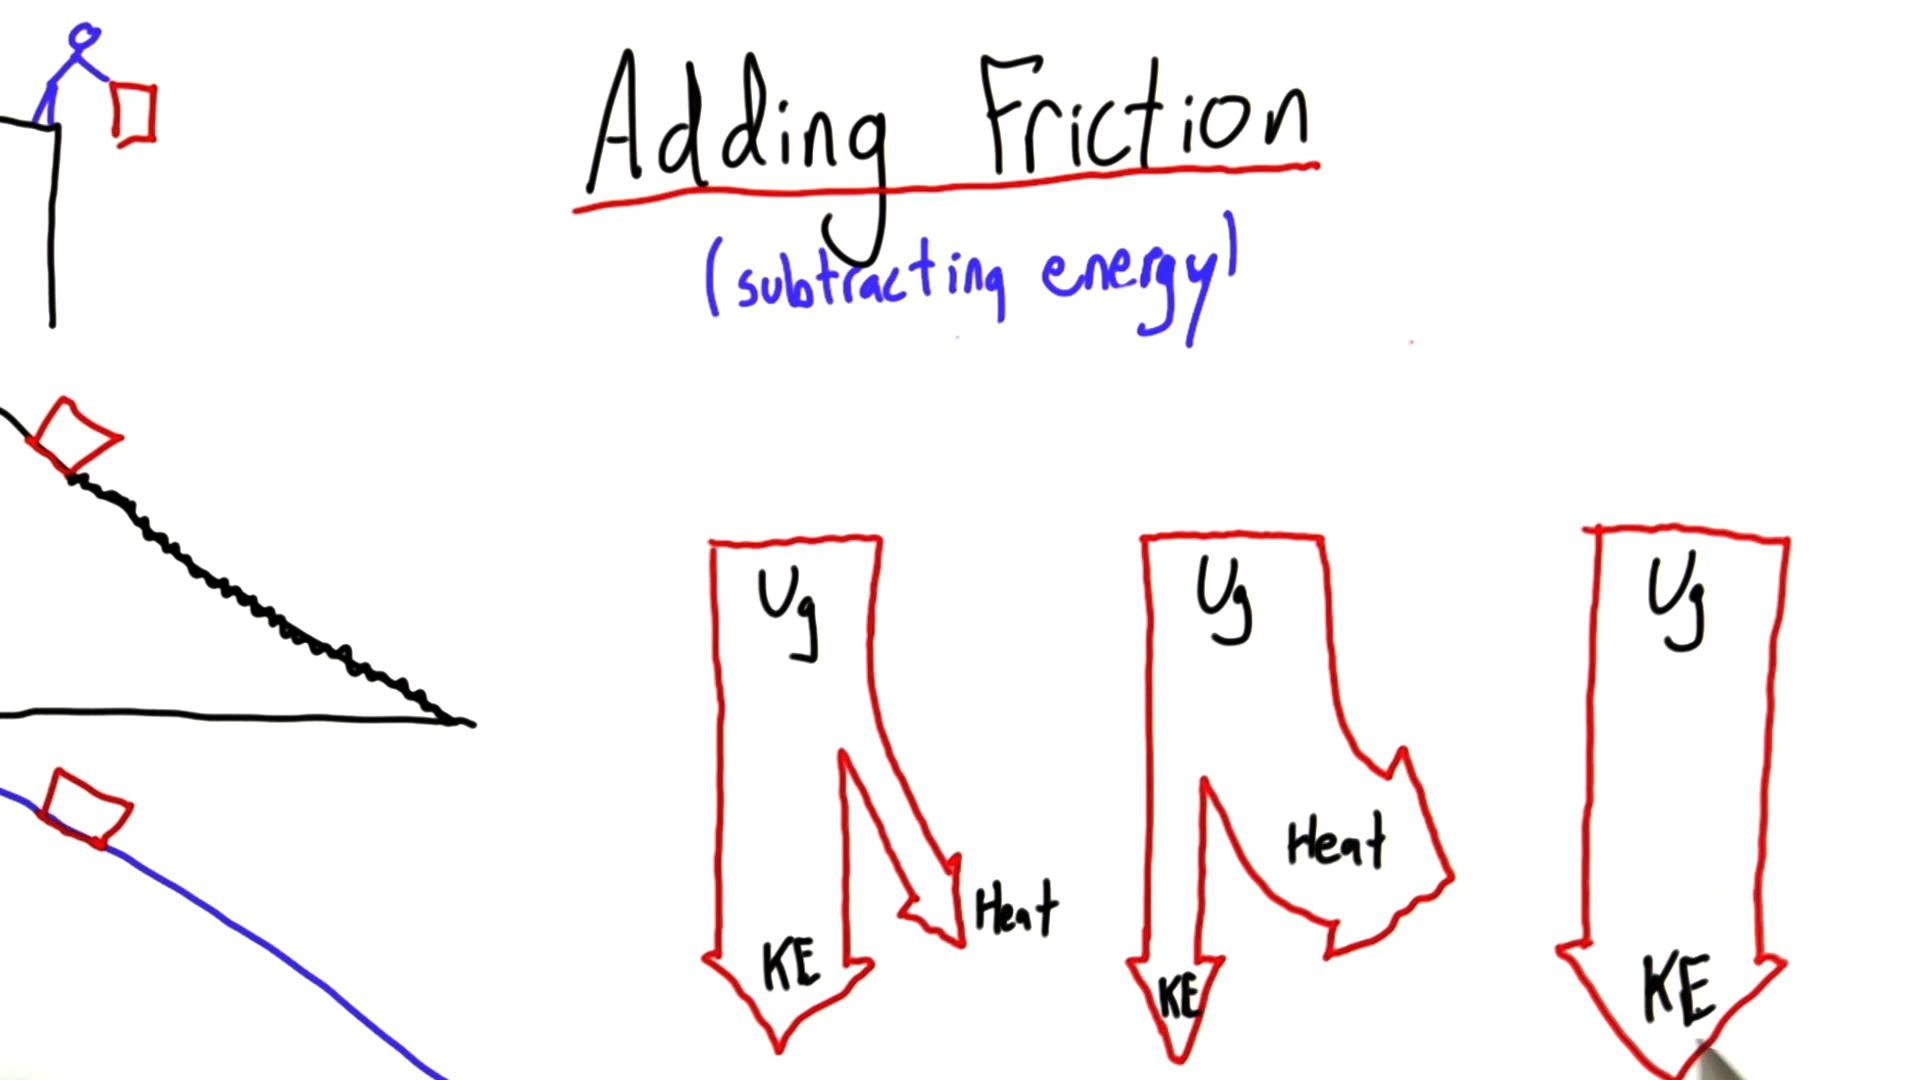 Adding Friction
(subtracting energy)
Ug
Ug
Ug
Heat
Heat
KE
KE
KE